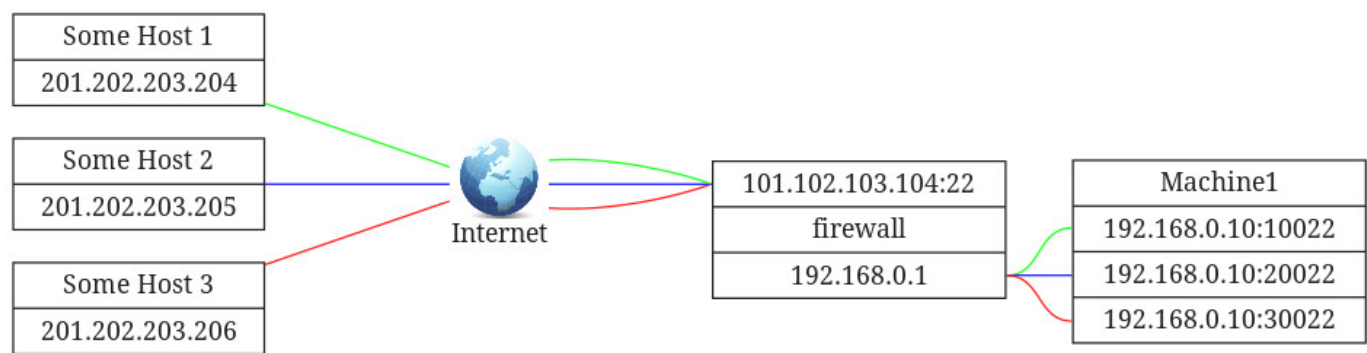 Some Host 1
201.202.203.204
Some Host 2
201.202.203.205
Some Host 3
201.202.203.206
Internet
101.102.103.104:22
firewall
192.168.0.1
Machine1
192.168.0.10:10022
192.168.0.10:20022
192.168.0.10:30022